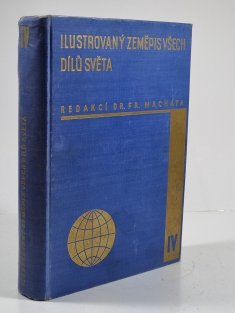 ILUSTROVANÝ ZEMĚPIS VŠECH
DÍLŮ SVĚTA
REDAKCÍ DR. FR. MACHÁTA
IV